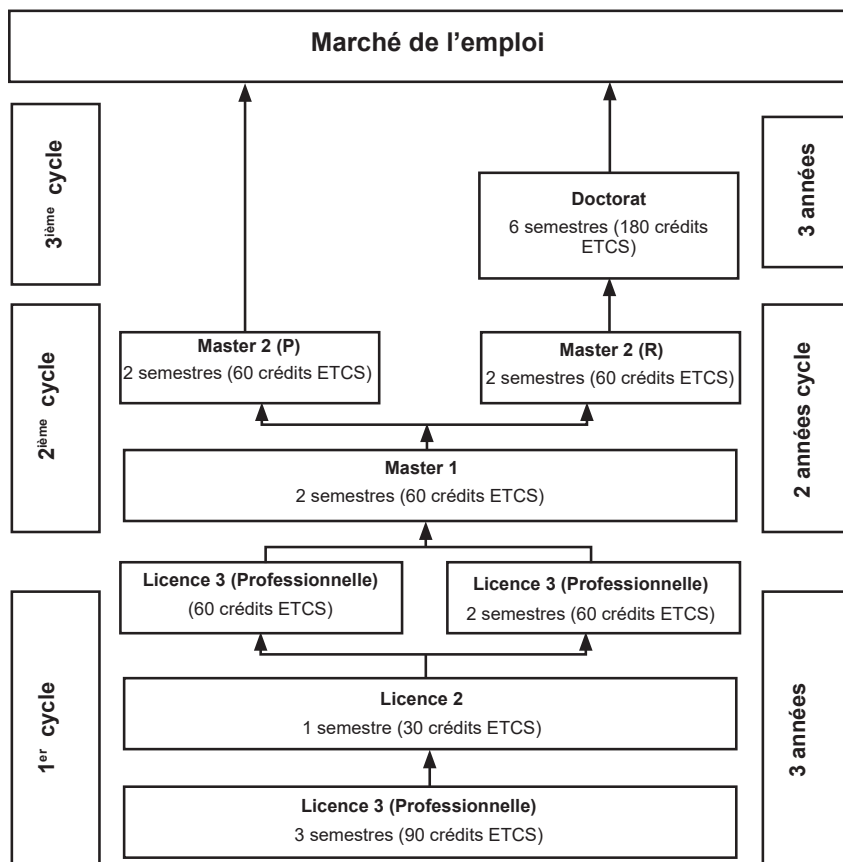 Marché de l'emploi
3ième cycle
Doctorat
6 semestres (180 crédits
ETCS)
3 années
2ième cycle
Master 2 (P)
2 semestres (60 crédits ETCS)
Master 2 (R)
2 semestres (60 crédits ETCS)
2 années cycle
Master 1
2 semestres (60 crédits ETCS)
Licence 3 (Professionnelle)
(60 crédits ETCS)
Licence 3 (Professionnelle)
2 semestres (60 crédits ETCS)
1er cycle
Licence 2
1 semestre (30 crédits ETCS)
3 années
Licence 3 (Professionnelle)
3 semestres (90 crédits ETCS)